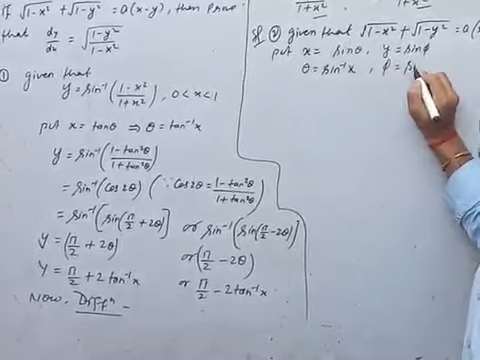 If √1-x² + √1-y² = a(x-y), then prove
that dy/dx = √(1-y²)/(1-x²)
① given that
y = sin⁻¹((1-x²)/(1+x²)), 0 < x < 1
put x = tanθ ⇒ θ = tan⁻¹x
y = sin⁻¹((1-tan²θ)/(1+tan²θ))
= sin⁻¹(cos2θ) (∵ cos2θ = (1-tan²θ)/(1+tan²θ))
= sin⁻¹[sin(π/2 + 2θ)] or sin⁻¹[sin(π/2 - 2θ)]
y = (π/2 + 2θ) or (π/2 - 2θ)
y = π/2 + 2 tan⁻¹x or π/2 - 2tan⁻¹x
Now, Diffⁿ
1+x²
② given that √1-x² + √1-y² = a(x
put x = sinθ, y = sinϕ
θ = sin⁻¹x, ϕ = s